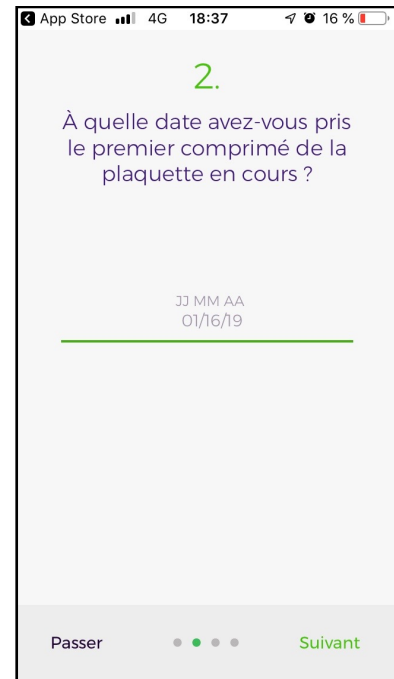 App Store 4G 18:37 16 %
2.
À quelle date avez-vous pris
le premier comprimé de la
plaquette en cours ?
JJ MM AA
01/16/19
Passer Suivant